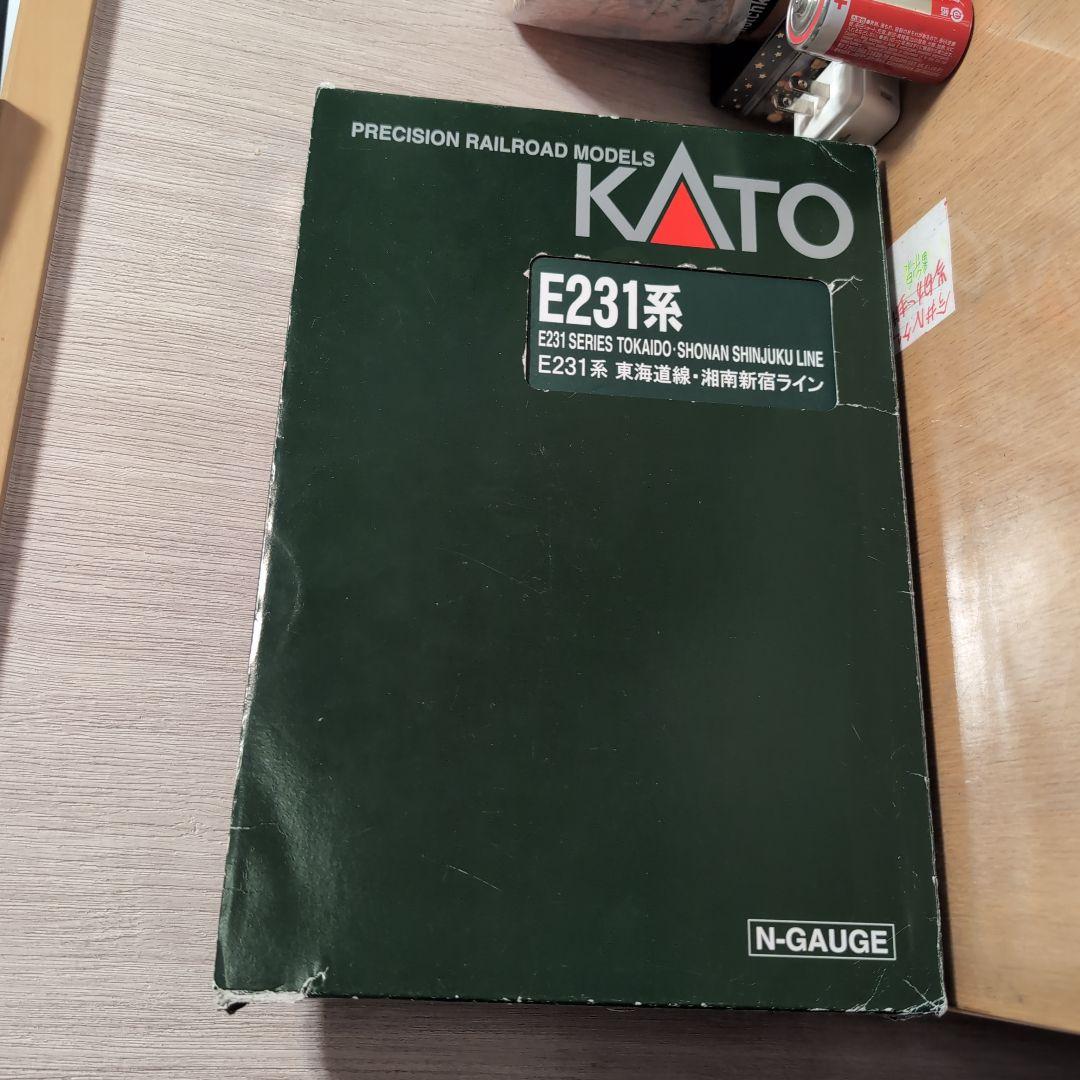 PRECISION RAILROAD MODELS
KATO
E231系
E231 SERIES TOKAIDO·SHONAN SHINJUKU LINE
E231系 東海道線・湘南新宿ライン
N-GAUGE